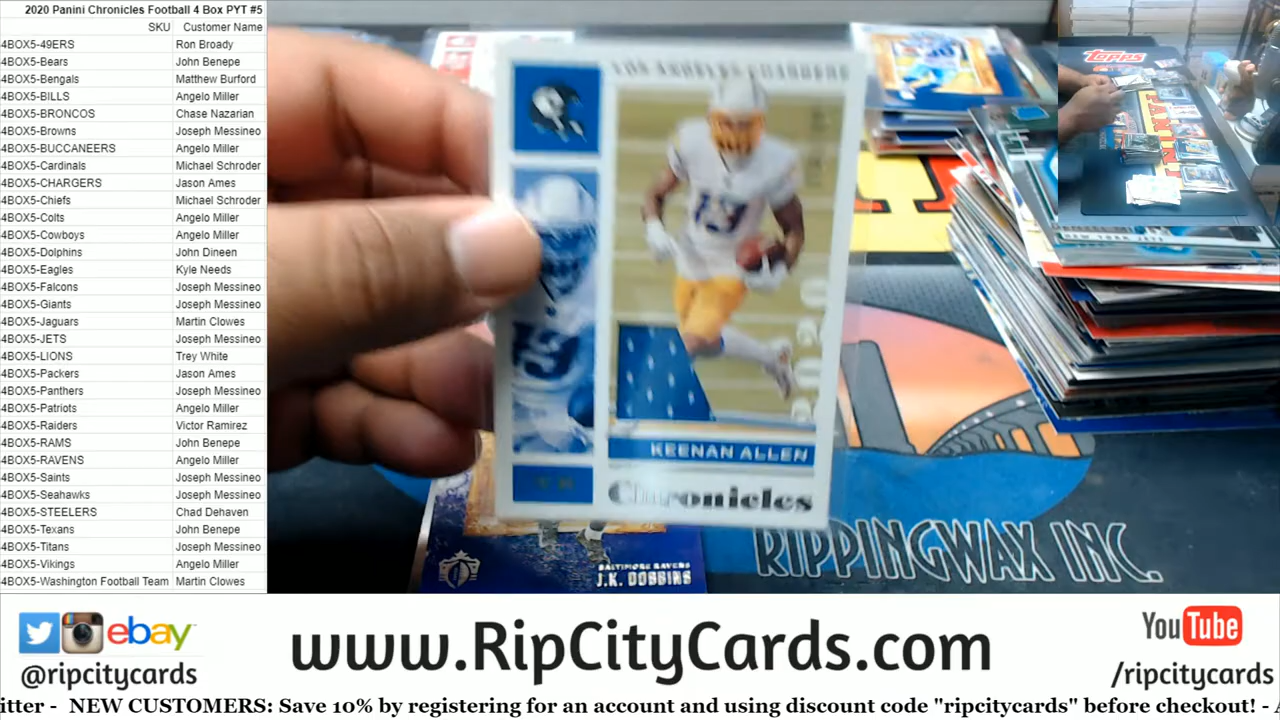 2020 Panini Chronicles Football 4 Box PYT #5
SKU Customer Name
4BOX5-49ERS Ron Broady
4BOX5-Bears John Benepe
4BOX5-Bengals Matthew Burford
4BOX5-BILLS Angelo Miller
4BOX5-BRONCOS Chase Nazarian
4BOX5-Browns Joseph Messineo
4BOX5-BUCCANEERS Angelo Miller
4BOX5-Cardinals Michael Schroder
4BOX5-CHARGERS Jason Ames
4BOX5-Chiefs Michael Schroder
4BOX5-Colts Angelo Miller
4BOX5-Cowboys Angelo Miller
4BOX5-Dolphins John Dineen
4BOX5-Eagles Kyle Needs
4BOX5-Falcons Joseph Messineo
4BOX5-Giants Joseph Messineo
4BOX5-Jaguars Martin Clowes
4BOX5-JETS Joseph Messineo
4BOX5-LIONS Trey White
4BOX5-Packers Jason Ames
4BOX5-Panthers Joseph Messineo
4BOX5-Patriots Angelo Miller
4BOX5-Raiders Victor Ramirez
4BOX5-RAMS John Benepe
4BOX5-RAVENS Angelo Miller
4BOX5-Saints Joseph Messineo
4BOX5-Seahawks Joseph Messineo
4BOX5-STEELERS Chad Dehaven
4BOX5-Texans John Benepe
4BOX5-Titans Joseph Messineo
4BOX5-Vikings Angelo Miller
4BOX5-Washington Football Team Martin Clowes
LOS ANGELES CHARGERS
13
2020
KEENAN ALLEN
Chronicles
BALTIMORE RAVENS
J.K. DOBBINS
topps
PANINI
NEW YORK JETS
RIPPINGWAX INC.
ebay
@ripcitycards
www.RipCityCards.com
YouTube
/ripcitycards
itter - NEW CUSTOMERS: Save 10% by registering for an account and using discount code "ripcitycards" before checkout! -